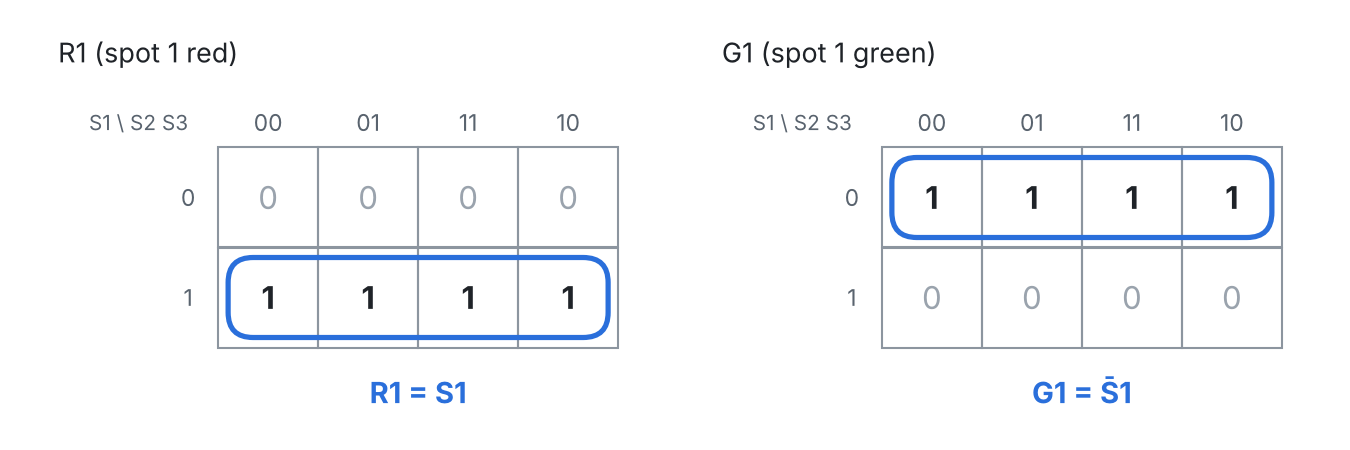 R1 (spot 1 red)
S1 \ S2 S3 00 01 11 10
0 0 0 0 0
1 1 1 1 1
R1 = S1
G1 (spot 1 green)
S1 \ S2 S3 00 01 11 10
0 1 1 1 1
1 0 0 0 0
G1 = S̄1